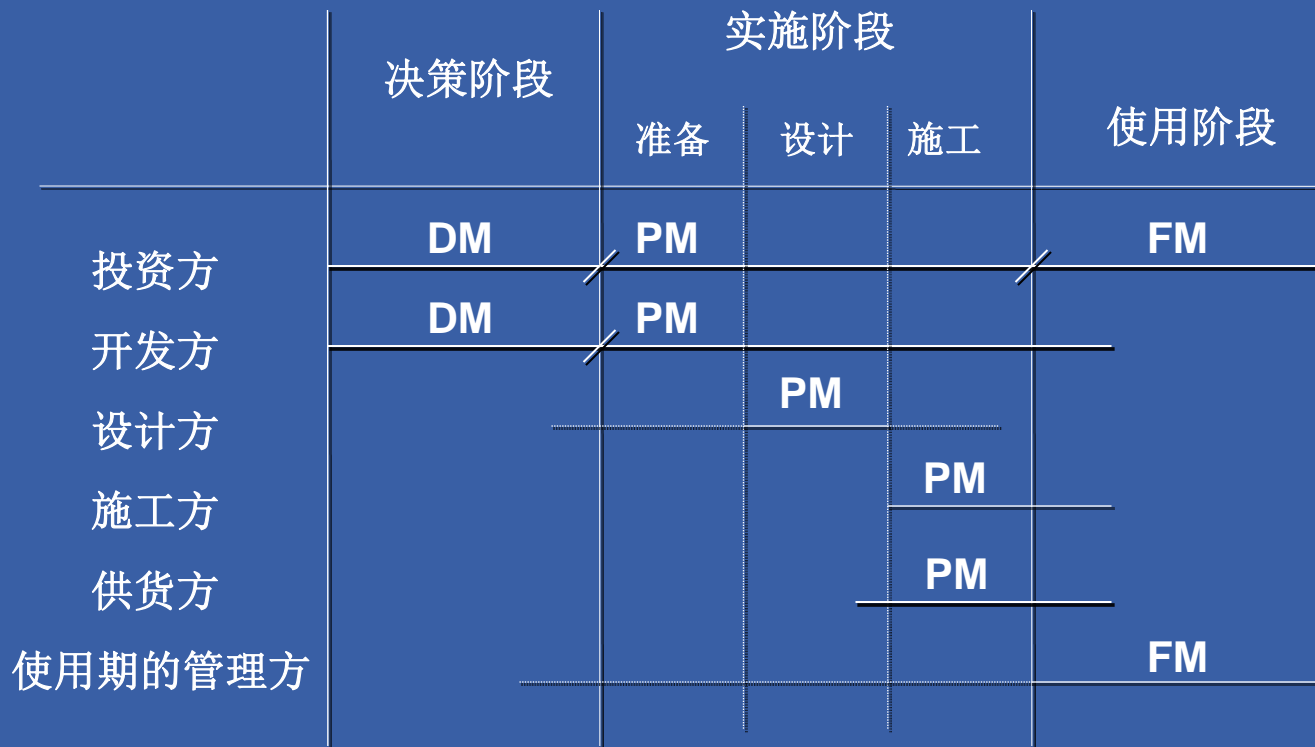 实施阶段
决策阶段
使用阶段
准备 设计 施工
投资方 DM PM FM
开发方 DM PM
设计方 PM
施工方 PM
供货方 PM
使用期的管理方 FM